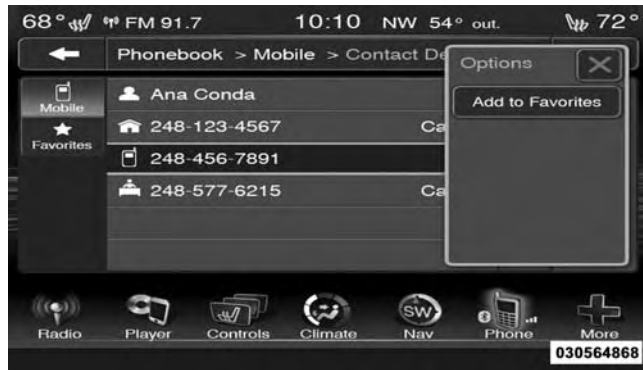 68° FM 91.7 10:10 NW 54° out. 72°
Phonebook > Mobile > Contact De
Options
Mobile
Ana Conda
Add to Favorites
Favorites
248-123-4567 Ca
248-456-7891
248-577-6215 Ca
Radio Player Controls Climate SW Nav Phone More
030564868